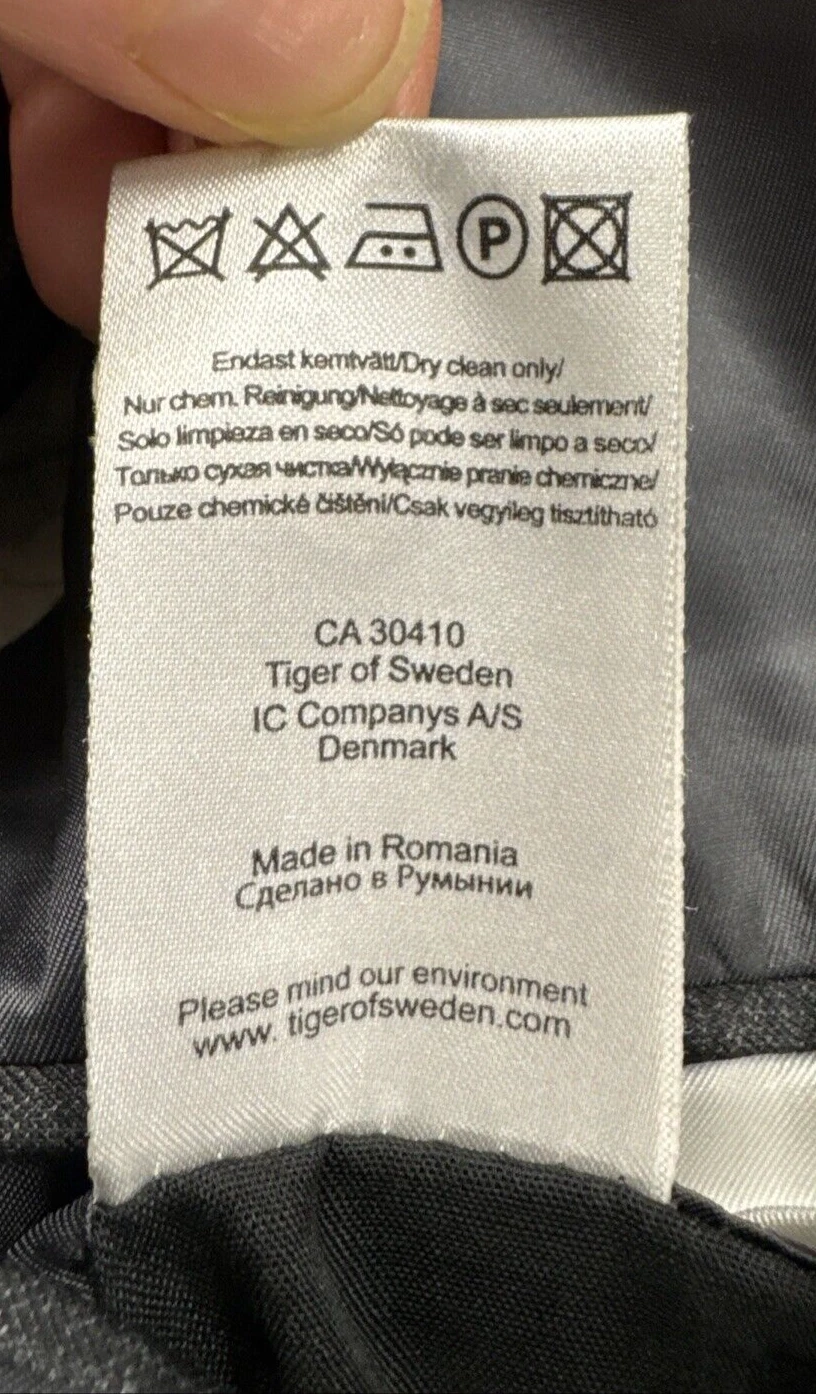 P
Endast kemtvätt/Dry clean only/
Nur chem. Reinigung/Nettoyage à sec seulement/
Solo limpieza en seco/Só pode ser limpo a seco/
Только сухая чистка/Wyłącznie pranie chemiczne/
Pouze chemické čištění/Csak vegyileg tisztítható
CA 30410
Tiger of Sweden
IC Companys A/S
Denmark
Made in Romania
Сделано в Румынии
Please mind our environment
www. tigerofsweden.com